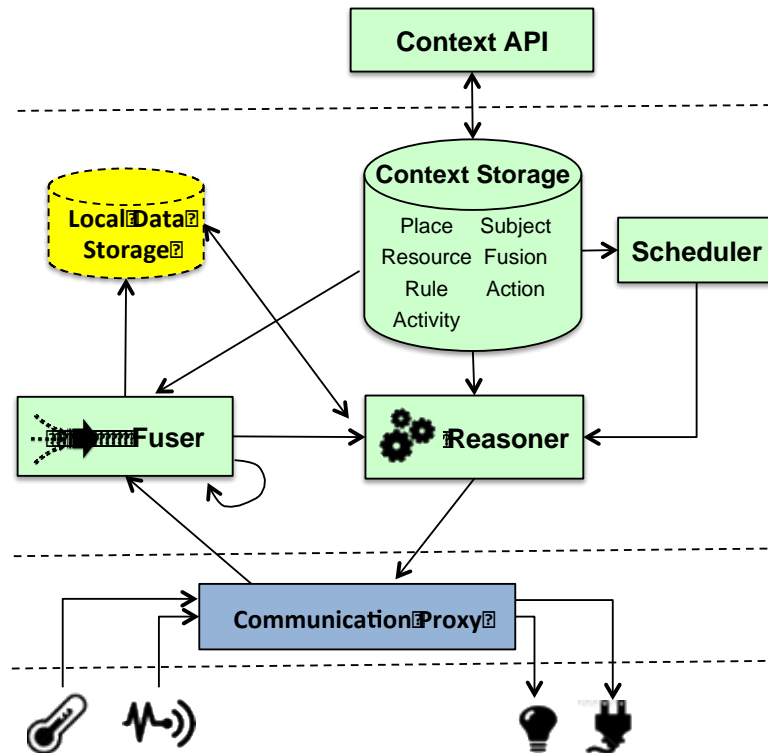 Context API
Context Storage
Place Subject
Resource Fusion
Rule Action
Activity
Local Data
Storage
Scheduler
Fuser
Reasoner
Communication Proxy